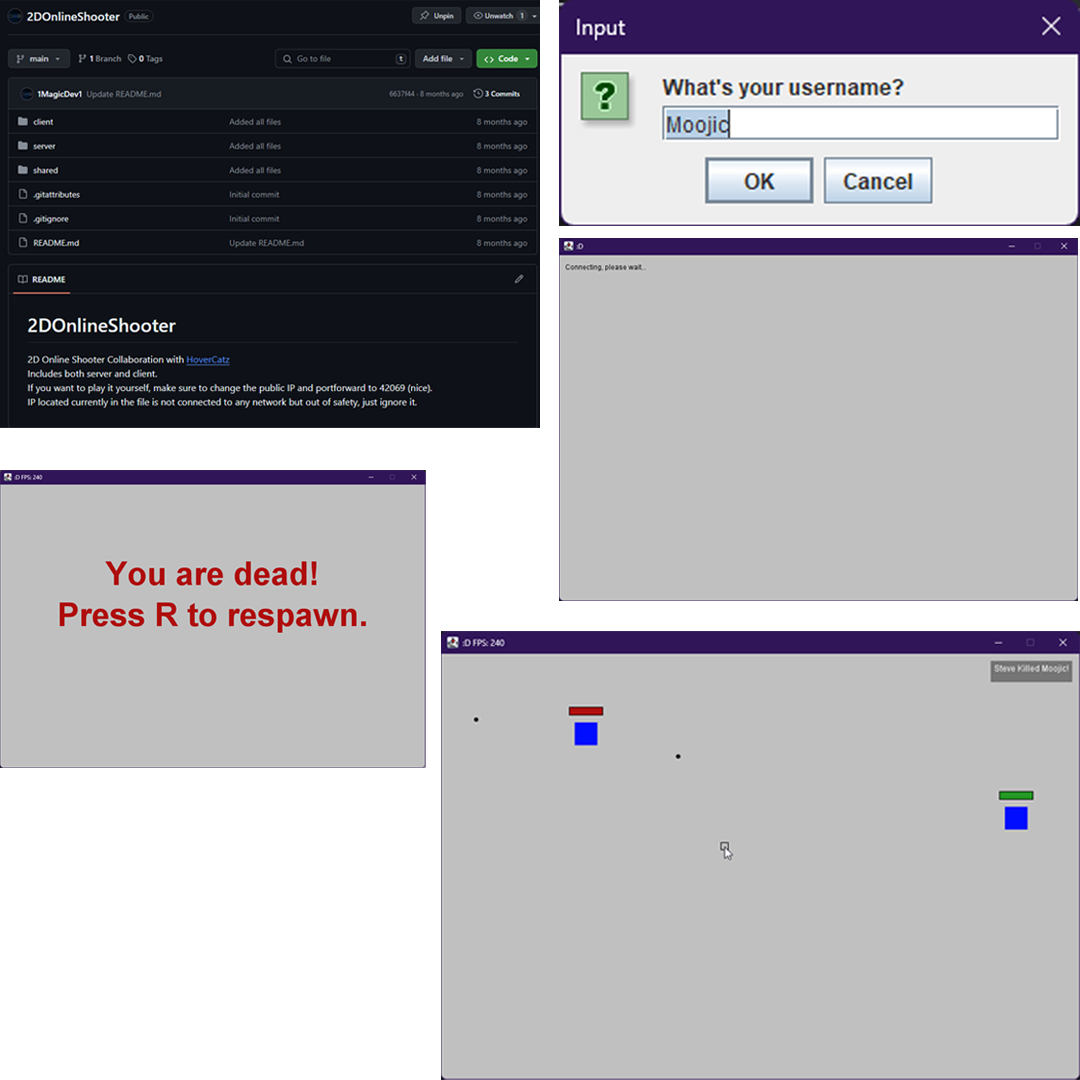 2DOnlineShooter Public
Unpin
Unwatch 1
main
1 Branch
0 Tags
Go to file
t
Add file
Code
1MagicDev1 Update README.md
6637f44 · 8 months ago
3 Commits
client Added all files 8 months ago
server Added all files 8 months ago
shared Added all files 8 months ago
.gitattributes Initial commit 8 months ago
.gitignore Initial commit 8 months ago
README.md Update README.md 8 months ago
README
2DOnlineShooter
2D Online Shooter Collaboration with HoverCatz
Includes both server and client.
If you want to play it yourself, make sure to change the public IP and portforward to 42069 (nice).
IP located currently in the file is not connected to any network but out of safety, just ignore it.
Input
What's your username?
Moojic
OK
Cancel
:D
Connecting, please wait...
:D FPS: 240
You are dead!
Press R to respawn.
:D FPS: 240
Steve Killed Moojic!